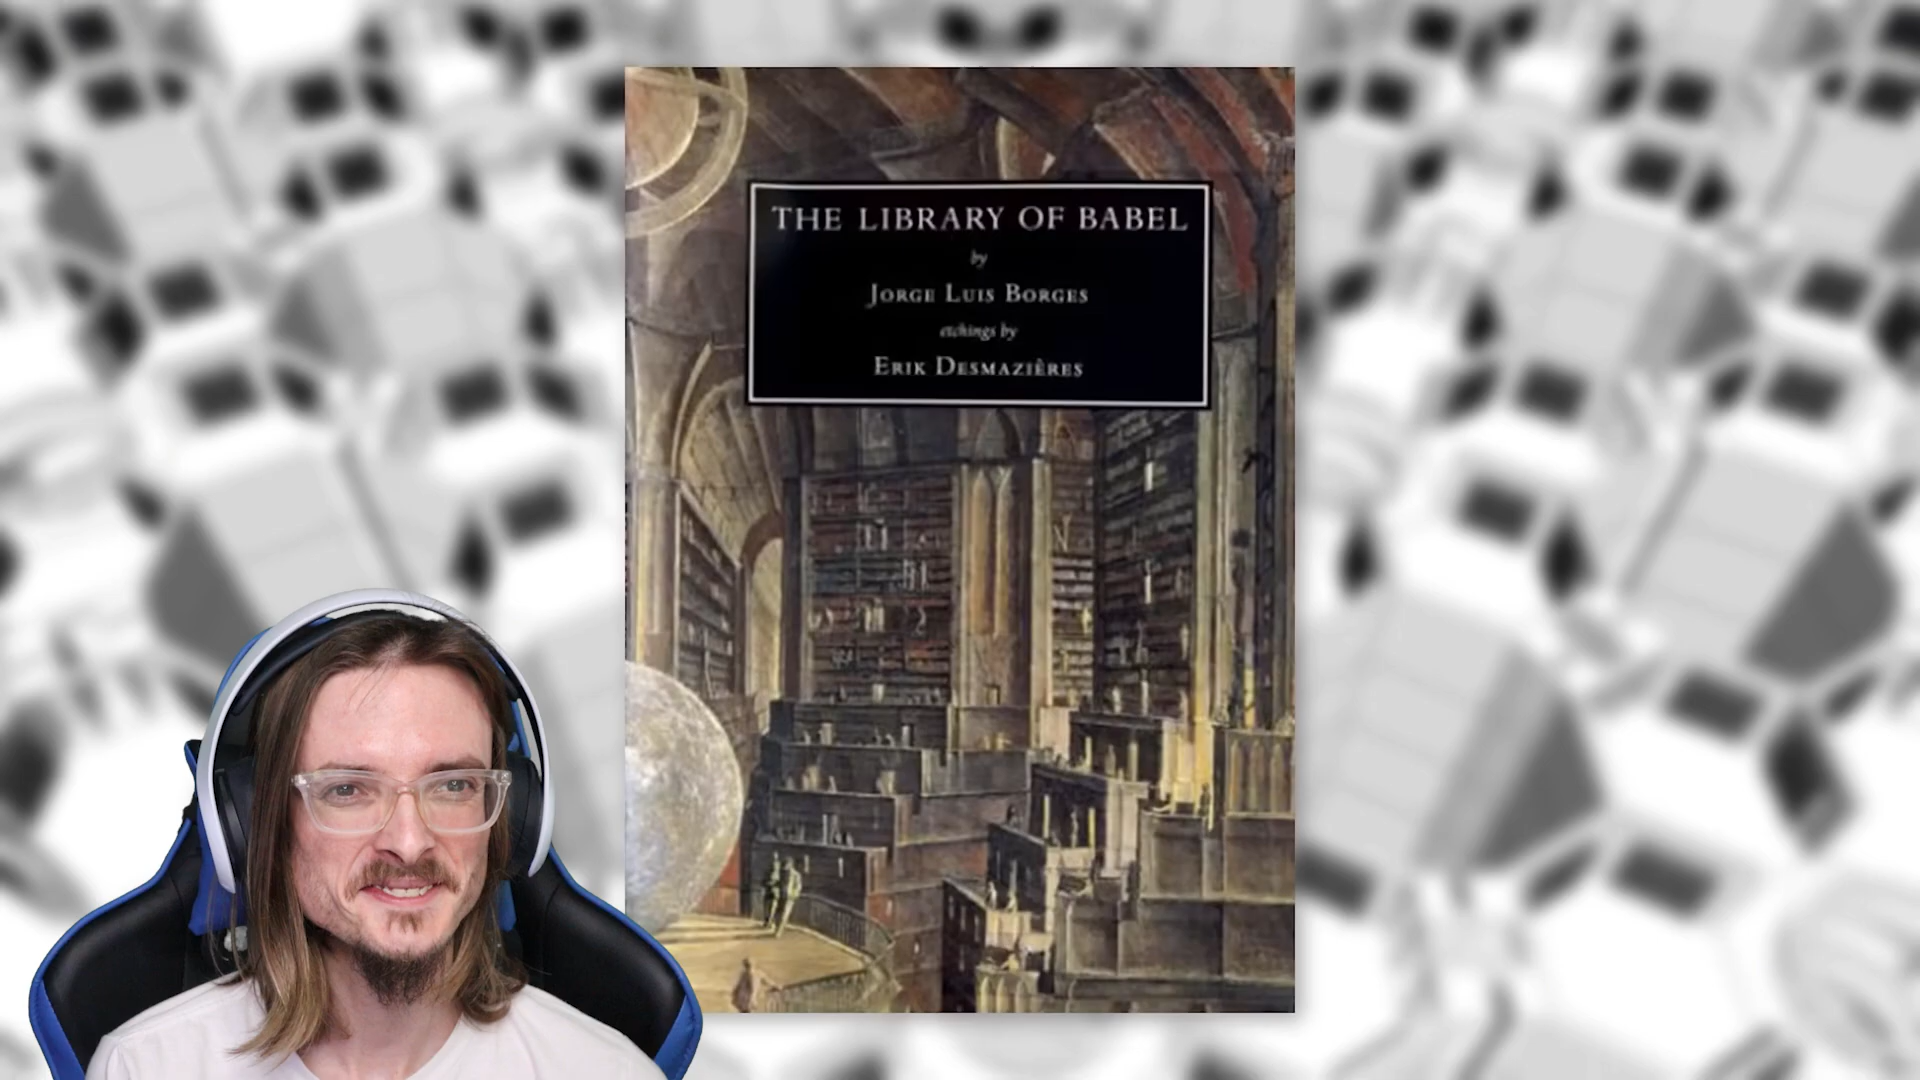 THE LIBRARY OF BABEL
by
JORGE LUIS BORGES
etchings by
ERIK DESMAZIÈRES